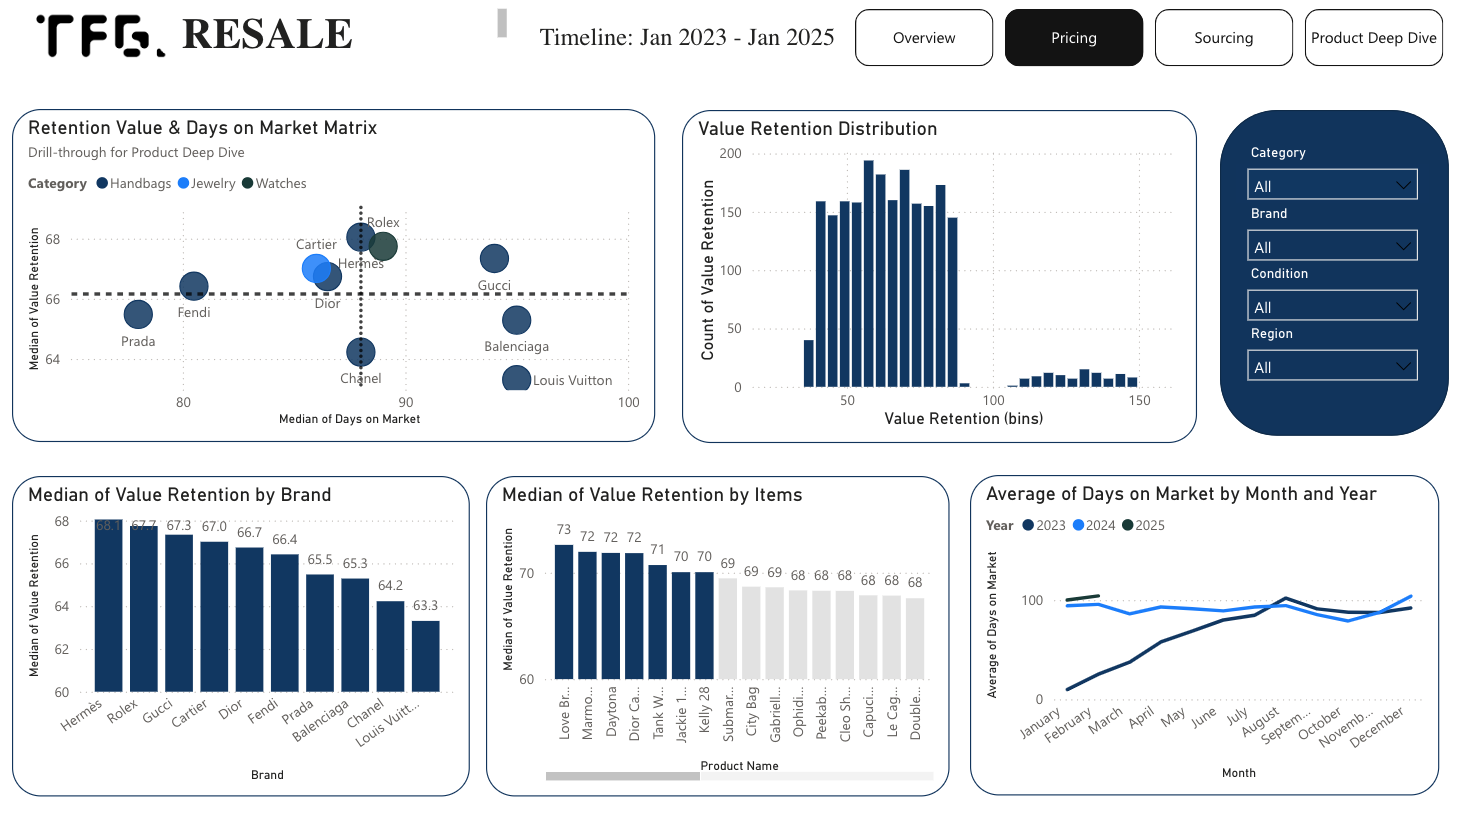 TFG. RESALE
Timeline: Jan 2023 - Jan 2025
Overview
Pricing
Sourcing
Product Deep Dive
Retention Value & Days on Market Matrix
Drill-through for Product Deep Dive
Category Handbags Jewelry Watches
Median of Value Retention
68
66
64
Rolex
Cartier
Hermes
Gucci
Dior
Fendi
Prada
Balenciaga
Chanel
Louis Vuitton
80 90 100
Median of Days on Market
Value Retention Distribution
Count of Value Retention
200
150
100
50
0
50 100 150
Value Retention (bins)
Category
All
Brand
All
Condition
All
Region
All
Median of Value Retention by Brand
Median of Value Retention
68
66
64
62
60
68.1 67.7 67.3 67.0 66.7 66.4 65.5 65.3 64.2 63.3
Hermès Rolex Gucci Cartier Dior Fendi Prada Balenciaga Chanel Louis Vuitt...
Brand
Median of Value Retention by Items
Median of Value Retention
70
60
73 72 72 72 71 70 70 69 69 69 68 68 68 68 68 68
Love Br... Marmo... Daytona Dior Ca... Tank W... Jackie 1... Kelly 28 Submar... City Bag Gabriell... Ophidi... Peekab... Cleo Sh... Capuci... Le Cag... Double...
Product Name
Average of Days on Market by Month and Year
Year 2023 2024 2025
Average of Days on Market
100
0
January February March April May June July August Septem... October Novemb... December
Month